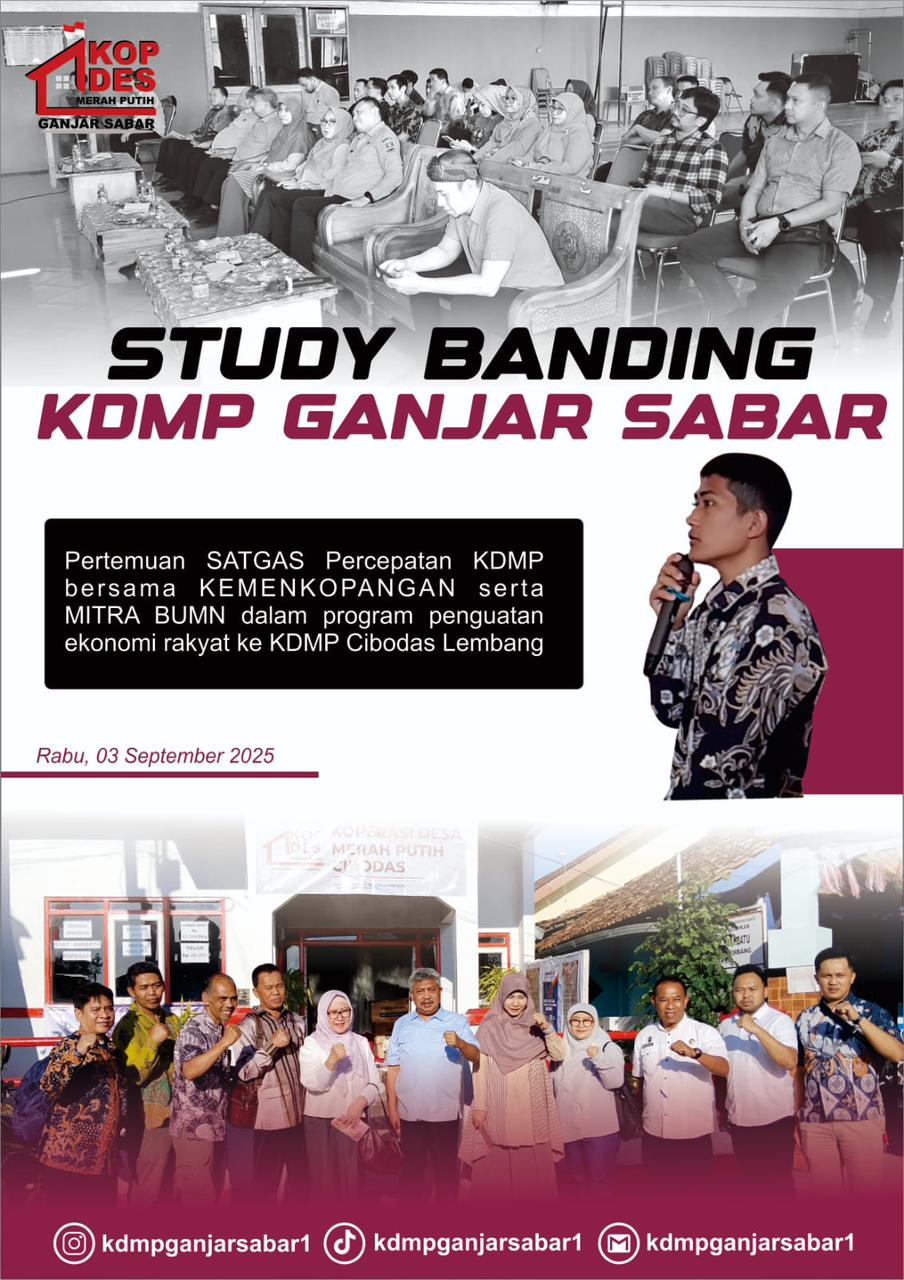 KOP
DES
MERAH PUTIH
GANJAR SABAR
STUDY BANDING
KDMP GANJAR SABAR
Pertemuan SATGAS Percepatan KDMP
bersama KEMENKOPANGAN serta
MITRA BUMN dalam program penguatan
ekonomi rakyat ke KDMP Cibodas Lembang
Rabu, 03 September 2025
KOP
DES
KOPERASI DESA
MERAH PUTIH
CIBODAS
TELUR
kdmpganjarsabar1
kdmpganjarsabar1
kdmpganjarsabar1